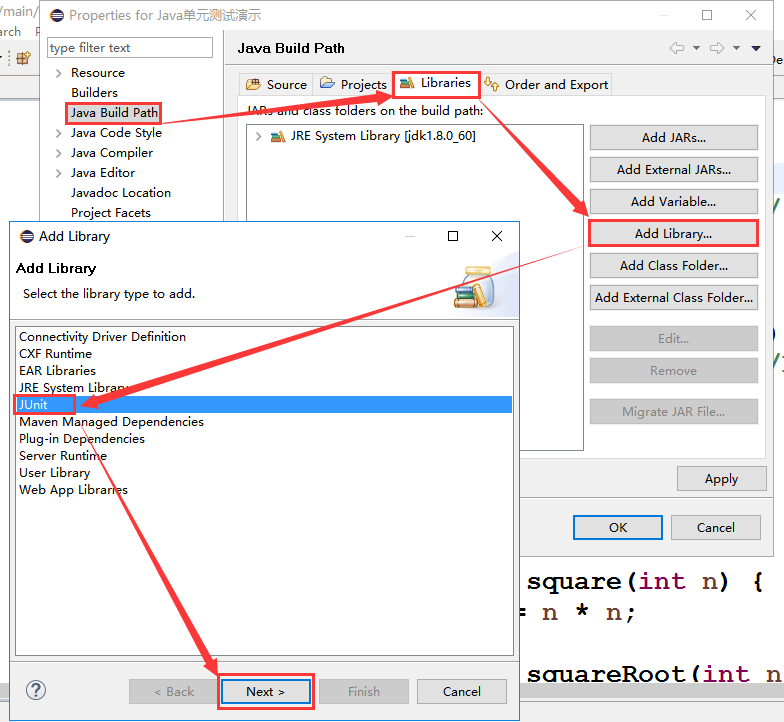 /main/
Properties for Java单元测试演示
arch
type filter text
Java Build Path
Resource
Builders
Java Build Path
Java Code Style
Java Compiler
Java Editor
Javadoc Location
Project Facets
Source
Projects
Libraries
Order and Export
JARs and class folders on the build path:
JRE System Library [jdk1.8.0_60]
Add JARs...
Add External JARs...
Add Variable...
Add Library...
Add Class Folder...
Add External Class Folder...
Edit...
Remove
Migrate JAR File...
Apply
OK
Cancel
Add Library
Add Library
Select the library type to add.
Connectivity Driver Definition
CXF Runtime
EAR Libraries
JRE System Library
JUnit
Maven Managed Dependencies
Plug-in Dependencies
Server Runtime
User Library
Web App Libraries
?
< Back
Next >
Finish
Cancel
square(int n) {
= n * n;
squareRoot(int n